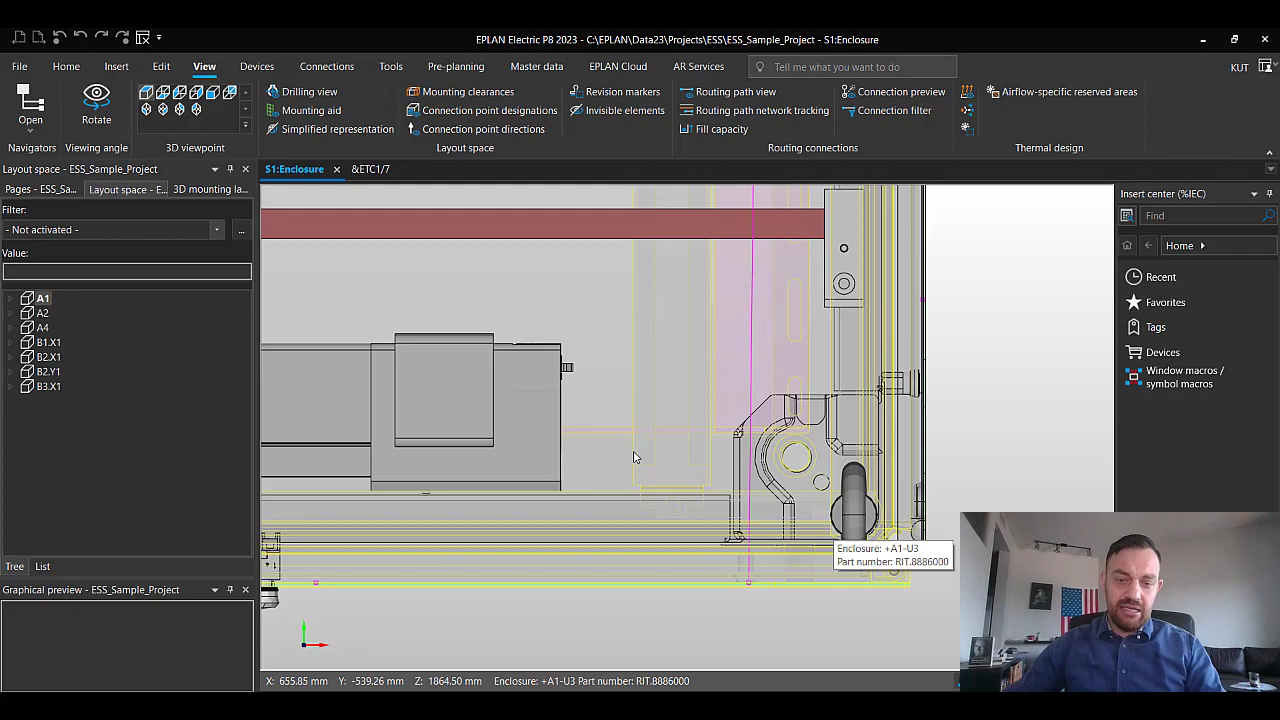 EPLAN Electric P8 2023 - C:\EPLAN\Data23\Projects\ESS\ESS_Sample_Project - S1:Enclosure
File Home Insert Edit View Devices Connections Tools Pre-planning Master data EPLAN Cloud AR Services Tell me what you want to do KUT
Open
Rotate
Drilling view
Mounting aid
Simplified representation
Mounting clearances
Connection point designations
Connection point directions
Revision markers
Invisible elements
Routing path view
Routing path network tracking
Fill capacity
Connection preview
Connection filter
Airflow-specific reserved areas
Navigators Viewing angle 3D viewpoint Layout space Routing connections Thermal design
Layout space - ESS_Sample_Project
S1:Enclosure
&ETC1/7
Pages - ESS_Sa... Layout space - E... 3D mounting la...
Filter:
- Not activated -
...
Value:
A1
A2
A4
B1.X1
B2.X1
B2.Y1
B3.X1
Tree List
Graphical preview - ESS_Sample_Project
Enclosure: +A1-U3
Part number: RIT.8886000
X: 655.85 mm Y: -539.26 mm Z: 1864.50 mm Enclosure: +A1-U3 Part number: RIT.8886000
Insert center (%IEC)
Find
Home
Recent
Favorites
Tags
Devices
Window macros /
symbol macros